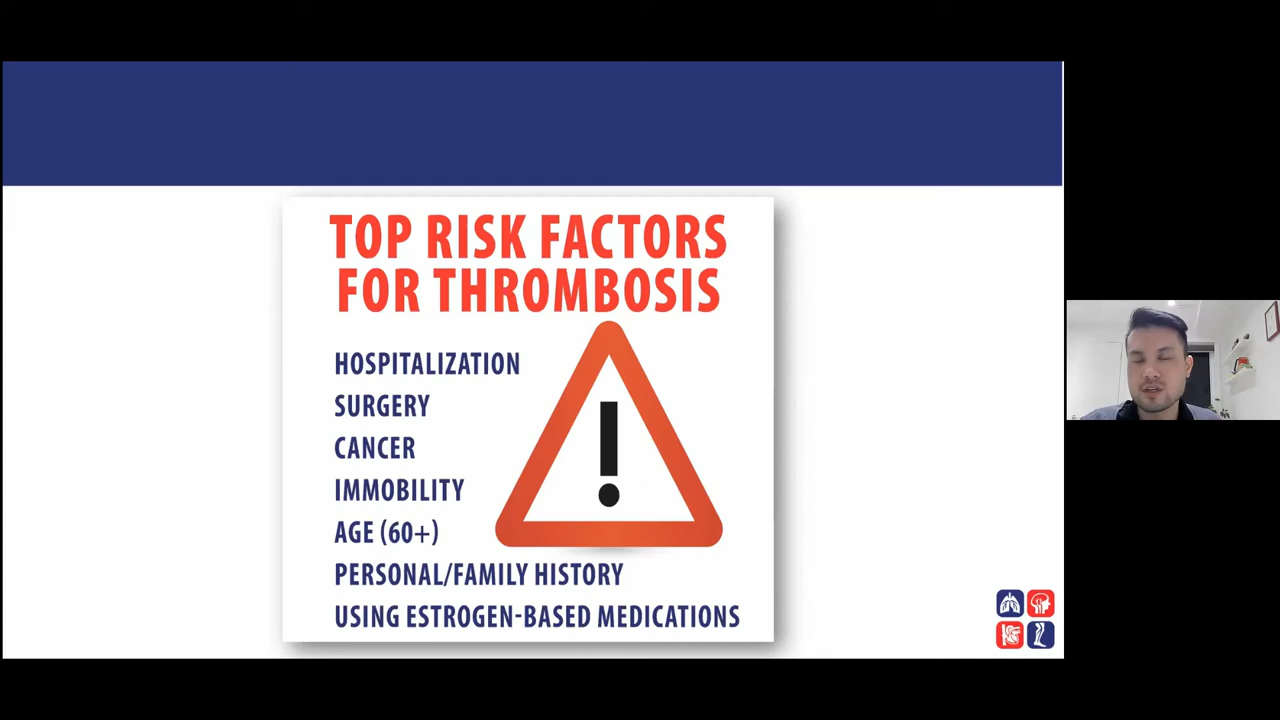 TOP RISK FACTORS
FOR THROMBOSIS
HOSPITALIZATION
SURGERY
CANCER
IMMOBILITY
AGE (60+)
PERSONAL/FAMILY HISTORY
USING ESTROGEN-BASED MEDICATIONS